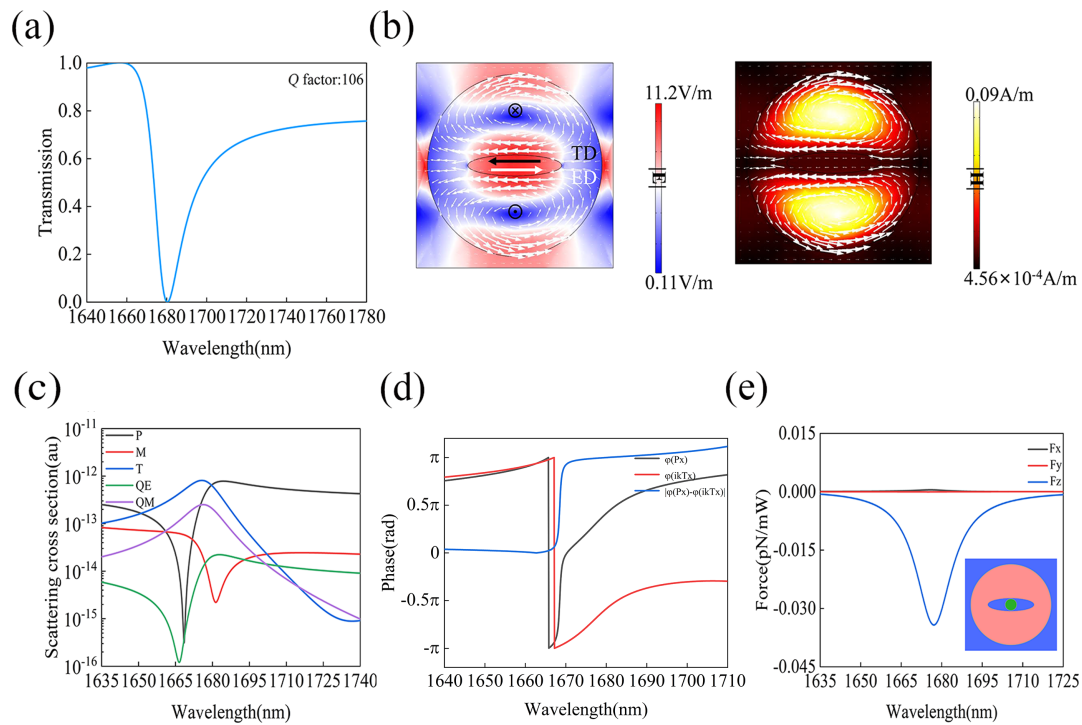 (a)
1.0
0.8
0.6
0.4
0.2
0.0
Transmission
Q factor:106
1640 1660 1680 1700 1720 1740 1760 1780
Wavelength(nm)
(b)
TD
ED
11.2V/m
|E|
0.11V/m
0.09A/m
|H|
4.56×10-4A/m
(c)
10-11
10-12
10-13
10-14
10-15
10-16
Scattering cross section(au)
P
M
T
QE
QM
1635 1650 1665 1680 1695 1710 1725 1740
Wavelength(nm)
(d)
π
0.5π
0
-0.5π
-π
Phase(rad)
φ(Px)
φ(ikTx)
|φ(Px)-φ(ikTx)|
1640 1650 1660 1670 1680 1690 1700 1710
Wavelength(nm)
(e)
0.015
0.000
-0.015
-0.030
-0.045
Force(pN/mW)
Fx
Fy
Fz
1635 1650 1665 1680 1695 1710 1725
Wavelength(nm)